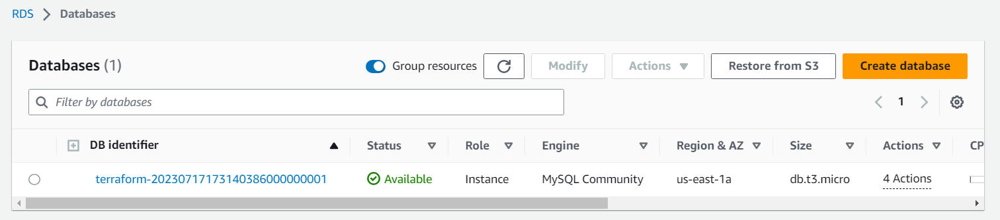 RDS > Databases
Databases (1) Group resources Modify Actions Restore from S3 Create database
Filter by databases 1
DB identifier Status Role Engine Region & AZ Size Actions CP
terraform-20230717173140386000000001 Available Instance MySQL Community us-east-1a db.t3.micro 4 Actions